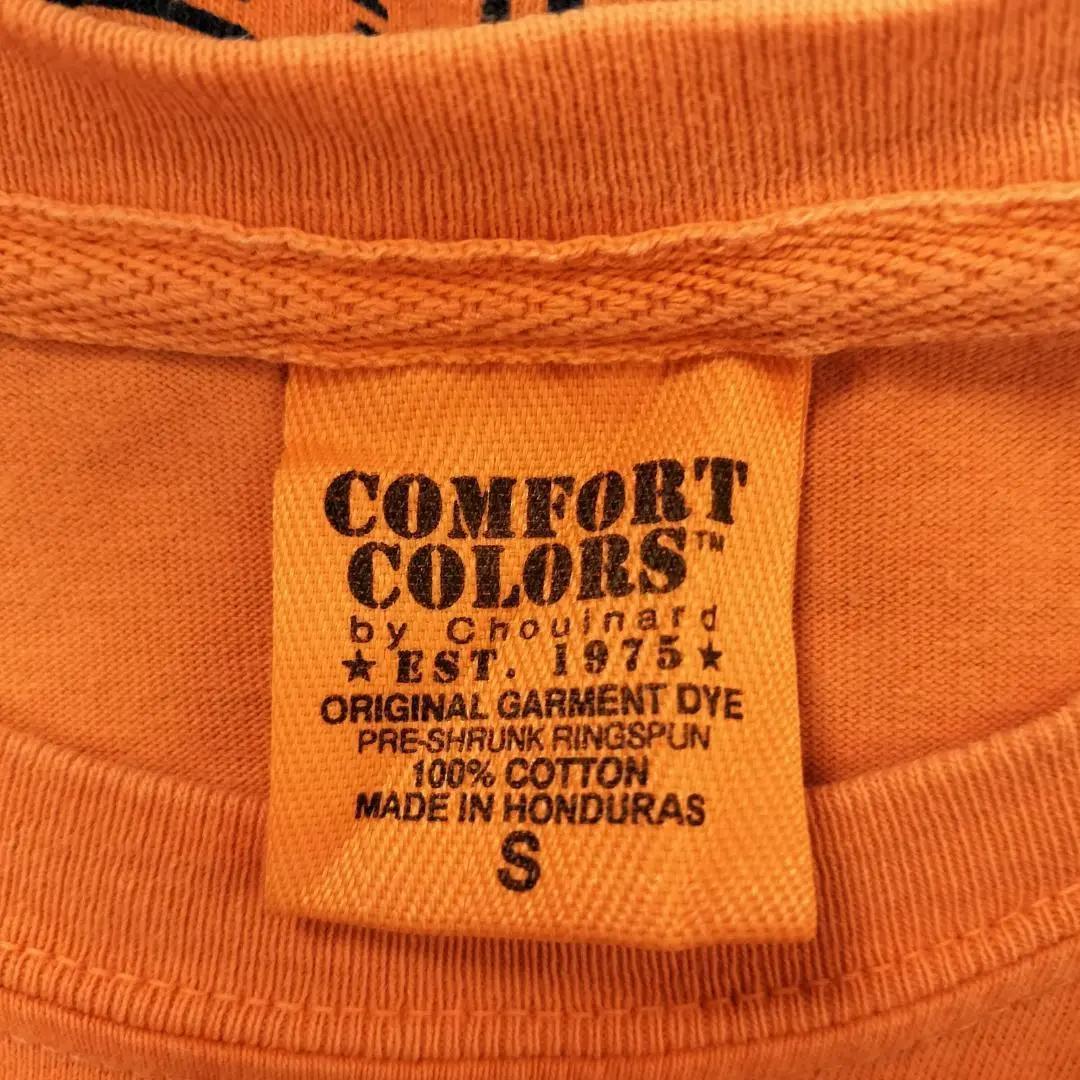 COMFORT
COLORS™
by Chouinard
★ EST. 1975 ★
ORIGINAL GARMENT DYE
PRE-SHRUNK RINGSPUN
100% COTTON
MADE IN HONDURAS
S